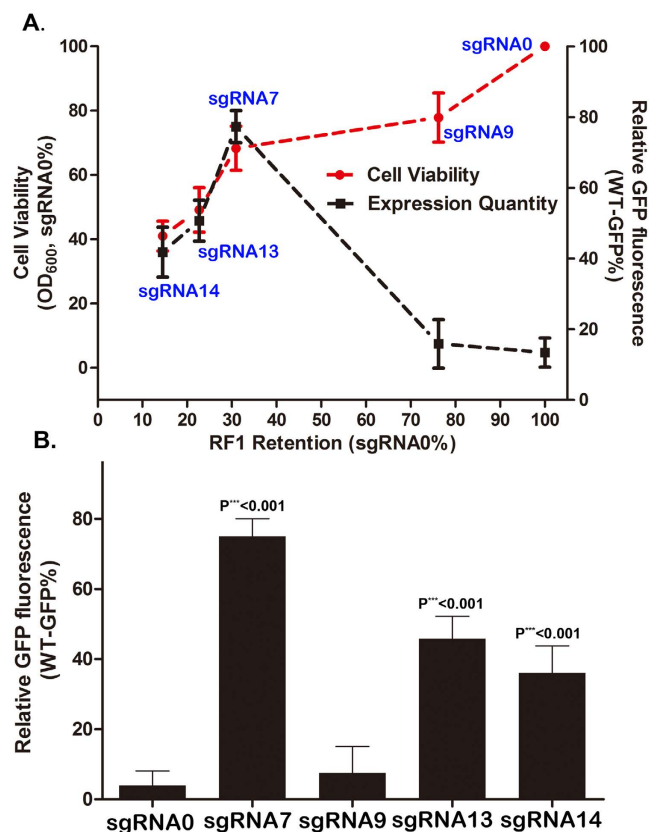 A.
Cell Viability
(OD600, sgRNA0%)
100
80
60
40
20
0
sgRNA0
sgRNA7
sgRNA9
Cell Viability
Expression Quantity
sgRNA13
sgRNA14
100
80
60
40
20
0
Relative GFP fluorescence
(WT-GFP%)
0 10 20 30 40 50 60 70 80 90 100
RF1 Retention (sgRNA0%)
B.
Relative GFP fluorescence
(WT-GFP%)
80
60
40
20
0
P***<0.001
P***<0.001
P***<0.001
sgRNA0 sgRNA7 sgRNA9 sgRNA13 sgRNA14